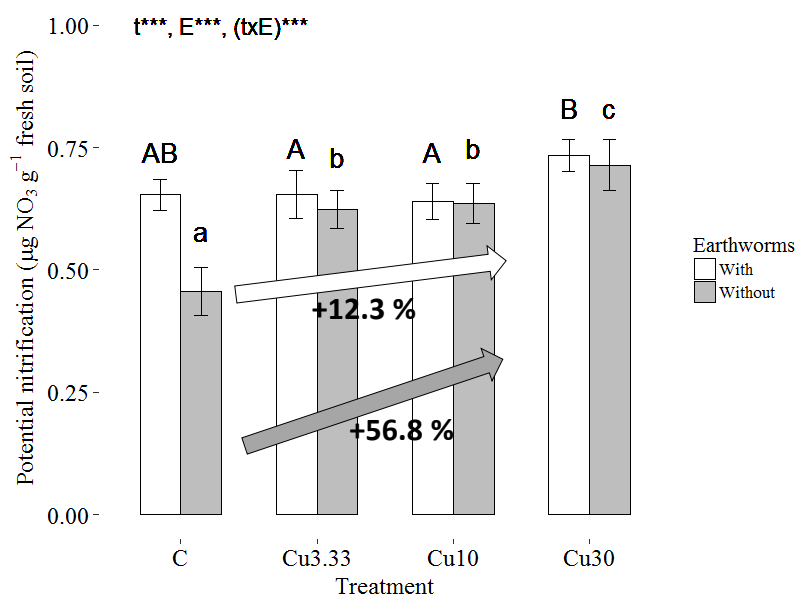 t***, E***, (txE)***
1.00
0.75
0.50
0.25
0.00
Potential nitrification (µg NO₃ g⁻¹ fresh soil)
AB
a
A
b
A
b
B
c
+12.3 %
+56.8 %
C
Cu3.33
Cu10
Cu30
Treatment
Earthworms
With
Without